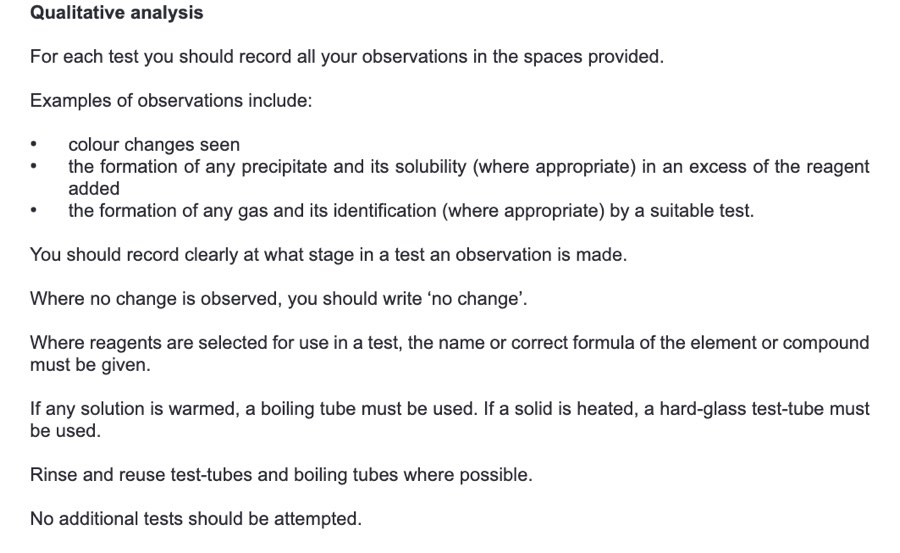 Qualitative analysis
For each test you should record all your observations in the spaces provided.
Examples of observations include:
• colour changes seen
• the formation of any precipitate and its solubility (where appropriate) in an excess of the reagent
added
• the formation of any gas and its identification (where appropriate) by a suitable test.
You should record clearly at what stage in a test an observation is made.
Where no change is observed, you should write ‘no change’.
Where reagents are selected for use in a test, the name or correct formula of the element or compound
must be given.
If any solution is warmed, a boiling tube must be used. If a solid is heated, a hard-glass test-tube must
be used.
Rinse and reuse test-tubes and boiling tubes where possible.
No additional tests should be attempted.